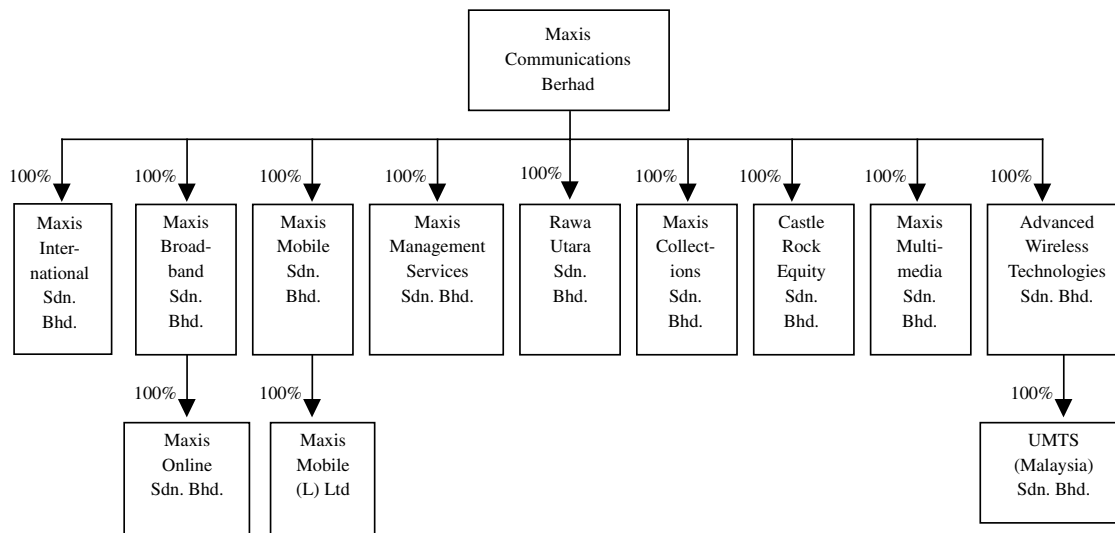 Maxis
Communications
Berhad
100%
100%
100%
100%
100%
100%
100%
100%
100%
Maxis
Inter-
national
Sdn.
Bhd.
Maxis
Broad-
band
Sdn.
Bhd.
Maxis
Mobile
Sdn.
Bhd.
Maxis
Management
Services
Sdn. Bhd.
Rawa
Utara
Sdn.
Bhd.
Maxis
Collect-
ions
Sdn.
Bhd.
Castle
Rock
Equity
Sdn.
Bhd.
Maxis
Multi-
media
Sdn.
Bhd.
Advanced
Wireless
Technologies
Sdn. Bhd.
100%
100%
100%
Maxis
Online
Sdn. Bhd.
Maxis
Mobile
(L) Ltd
UMTS
(Malaysia)
Sdn. Bhd.